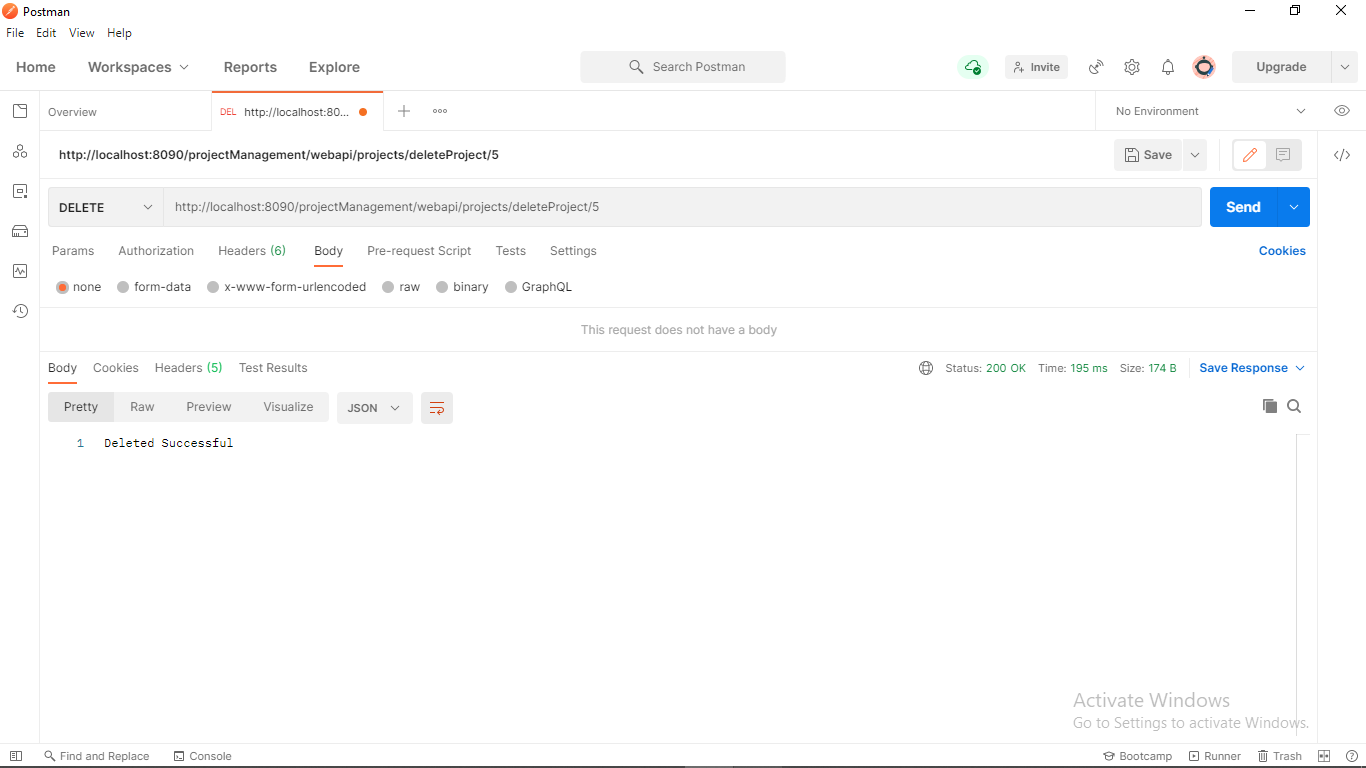 Postman
File Edit View Help
Home Workspaces Reports Explore Search Postman Invite Upgrade
Overview DEL http://localhost:80... No Environment
http://localhost:8090/projectManagement/webapi/projects/deleteProject/5 Save
DELETE http://localhost:8090/projectManagement/webapi/projects/deleteProject/5 Send
Params Authorization Headers (6) Body Pre-request Script Tests Settings Cookies
none form-data x-www-form-urlencoded raw binary GraphQL
This request does not have a body
Body Cookies Headers (5) Test Results Status: 200 OK Time: 195 ms Size: 174 B Save Response
Pretty Raw Preview Visualize JSON
1 Deleted Successful
Activate Windows
Go to Settings to activate Windows.
Find and Replace Console Bootcamp Runner Trash